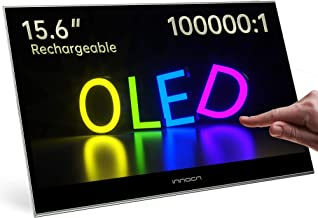 15.6” 100000:1
Rechargeable
OLED
INNOCN